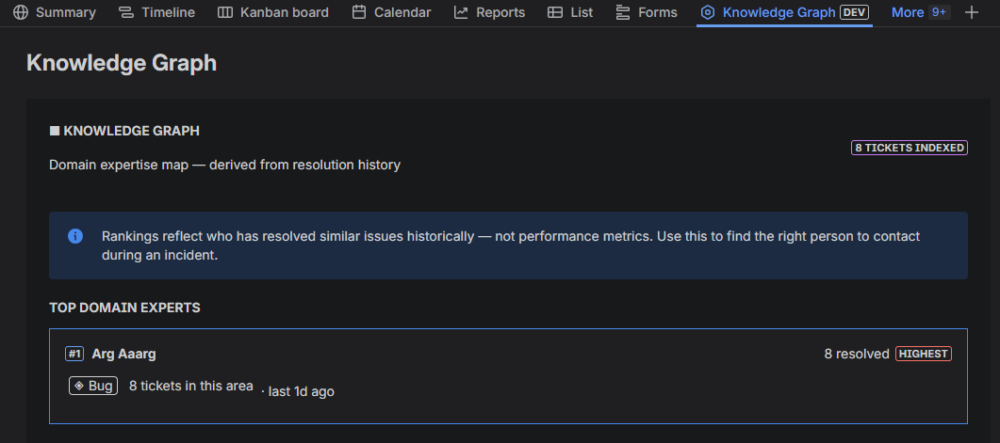 Summary Timeline Kanban board Calendar Reports List Forms Knowledge Graph DEV More 9+
Knowledge Graph
KNOWLEDGE GRAPH
8 TICKETS INDEXED
Domain expertise map — derived from resolution history
Rankings reflect who has resolved similar issues historically — not performance metrics. Use this to find the right person to contact
during an incident.
TOP DOMAIN EXPERTS
#1 Arg Aaarg 8 resolved HIGHEST
Bug 8 tickets in this area · last 1d ago